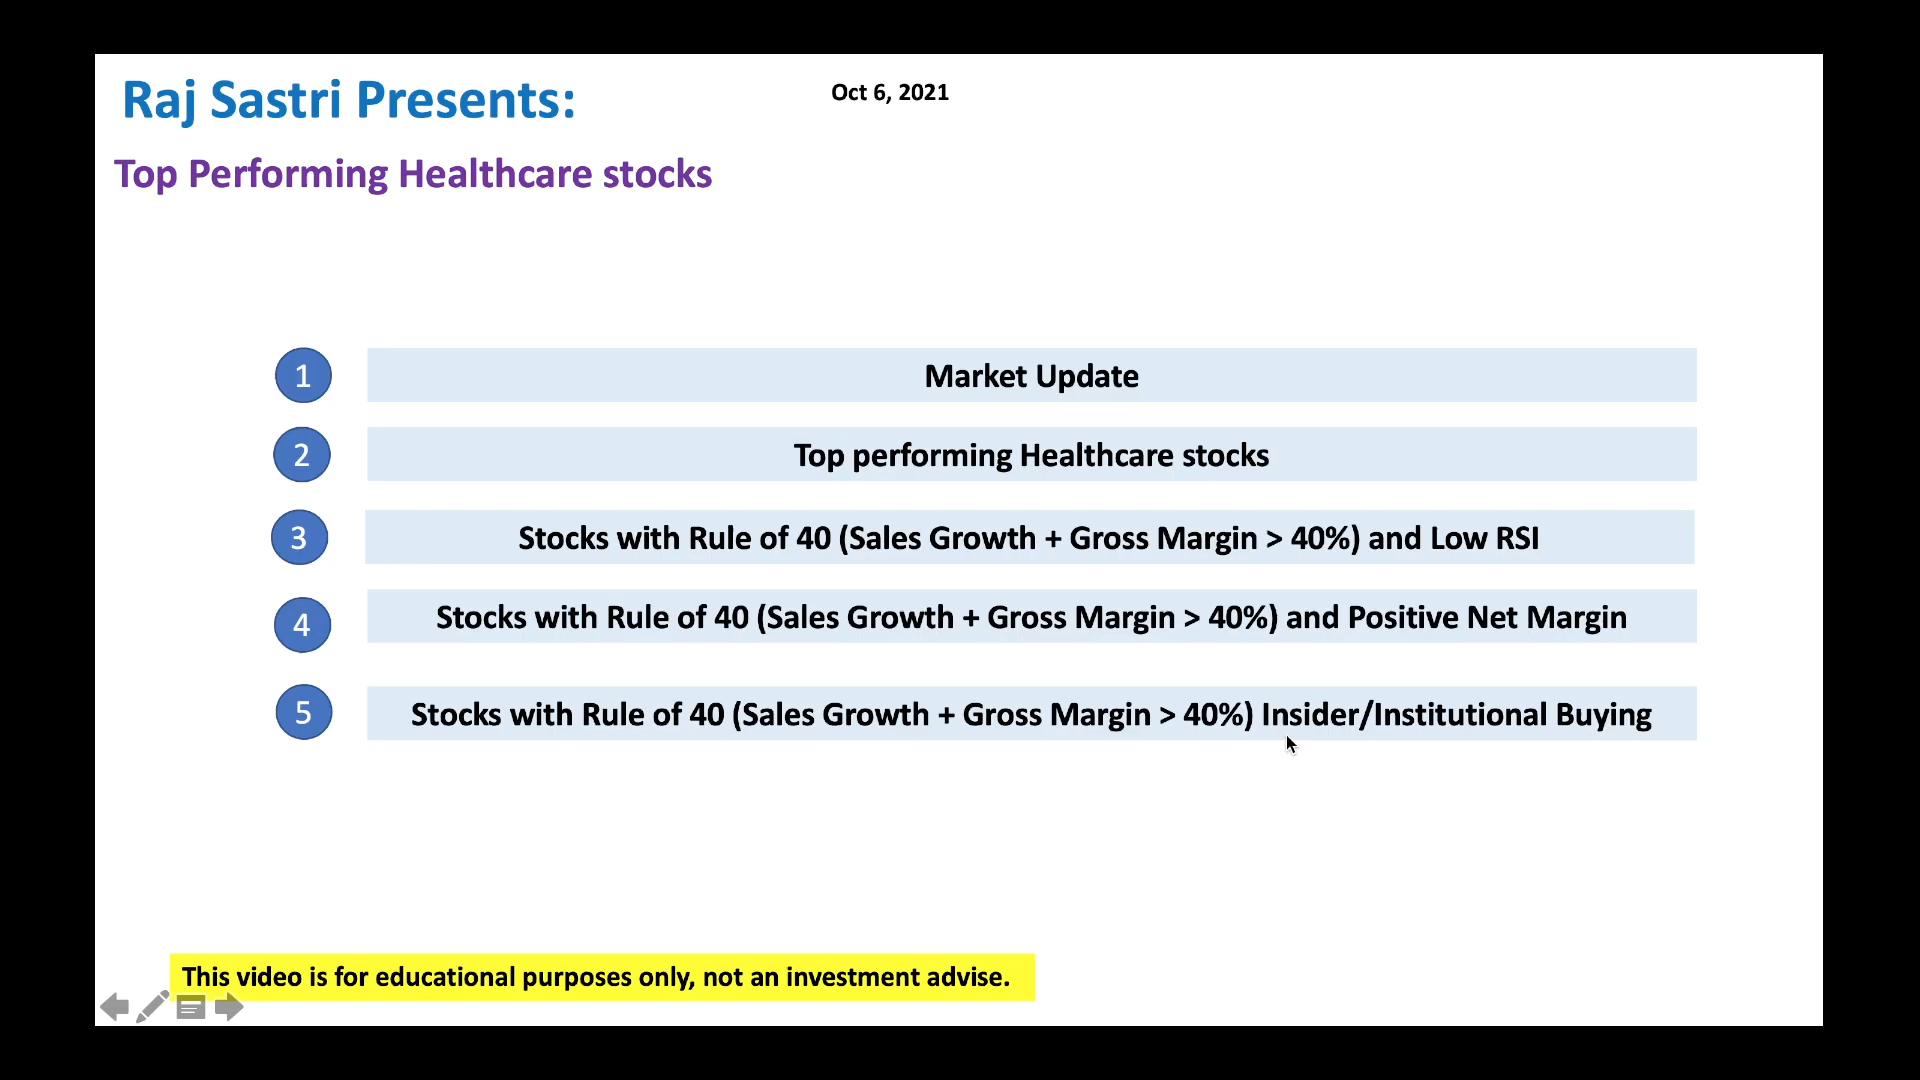 Raj Sastri Presents:
Oct 6, 2021
Top Performing Healthcare stocks
1
Market Update
2
Top performing Healthcare stocks
3
Stocks with Rule of 40 (Sales Growth + Gross Margin > 40%) and Low RSI
4
Stocks with Rule of 40 (Sales Growth + Gross Margin > 40%) and Positive Net Margin
5
Stocks with Rule of 40 (Sales Growth + Gross Margin > 40%) Insider/Institutional Buying
This video is for educational purposes only, not an investment advise.